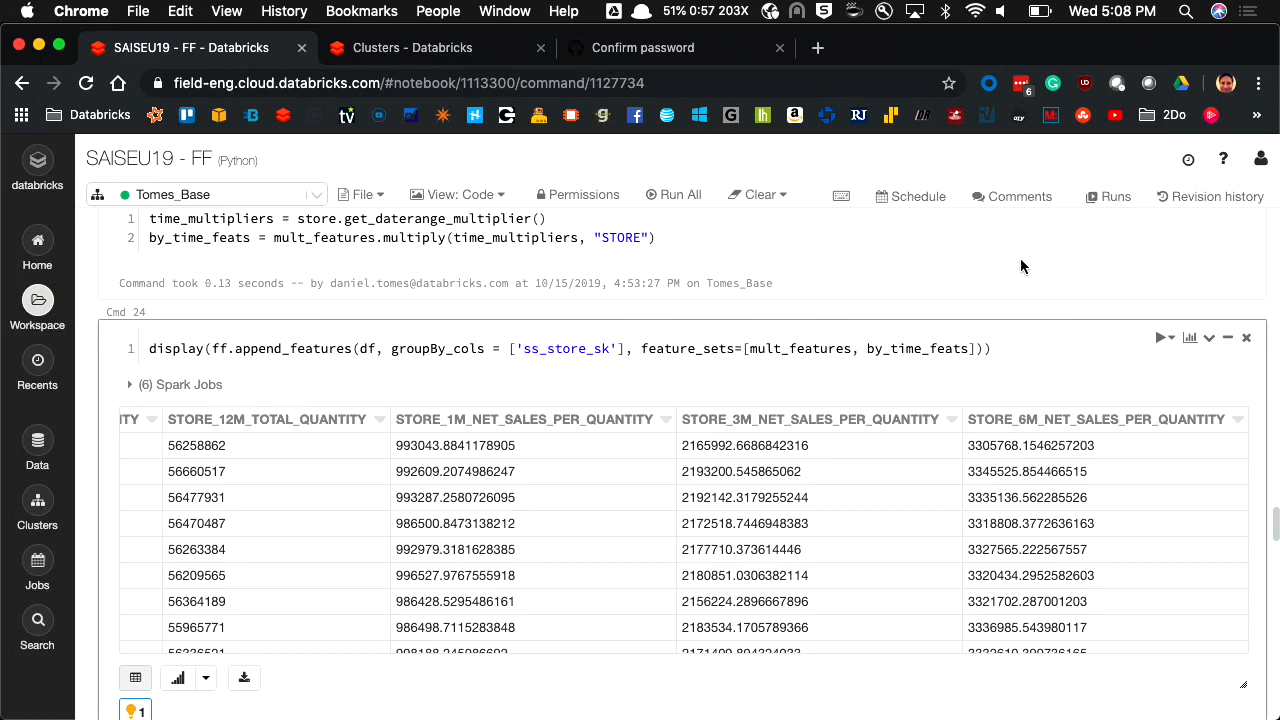 Chrome File Edit View History Bookmarks People Window Help 51% 0:57 203X Wed 5:08 PM
SAISEU19 - FF - Databricks Clusters - Databricks Confirm password
field-eng.cloud.databricks.com/#notebook/1113300/command/1127734 6
Databricks 2Do »
SAISEU19 - FF (Python)
databricks
Tomes_Base File View: Code Permissions Run All Clear Schedule Comments Runs Revision history
1 time_multipliers = store.get_daterange_multiplier()
2 by_time_feats = mult_features.multiply(time_multipliers, "STORE")
Home
Command took 0.13 seconds -- by daniel.tomes@databricks.com at 10/15/2019, 4:53:27 PM on Tomes_Base
Cmd 24
Workspace
1 display(ff.append_features(df, groupBy_cols = ['ss_store_sk'], feature_sets=[mult_features, by_time_feats]))
Recents
(6) Spark Jobs
ITY STORE_12M_TOTAL_QUANTITY STORE_1M_NET_SALES_PER_QUANTITY STORE_3M_NET_SALES_PER_QUANTITY STORE_6M_NET_SALES_PER_QUANTITY
56258862 993043.8841178905 2165992.6686842316 3305768.1546257203
Data
56660517 992609.2074986247 2193200.545865062 3345525.854466515
56477931 993287.2580726095 2192142.3179255244 3335136.562285526
Clusters
56470487 986500.8473138212 2172518.7446948383 3318808.3772636163
56263384 992979.3181628385 2177710.373614446 3327565.222567557
56209565 996527.9767555918 2180851.0306382114 3320434.2952582603
Jobs
56364189 986428.5295486161 2156224.2896667896 3321702.287001203
55965771 986498.7115233848 2183534.1705789366 3336985.543980117
Search
1